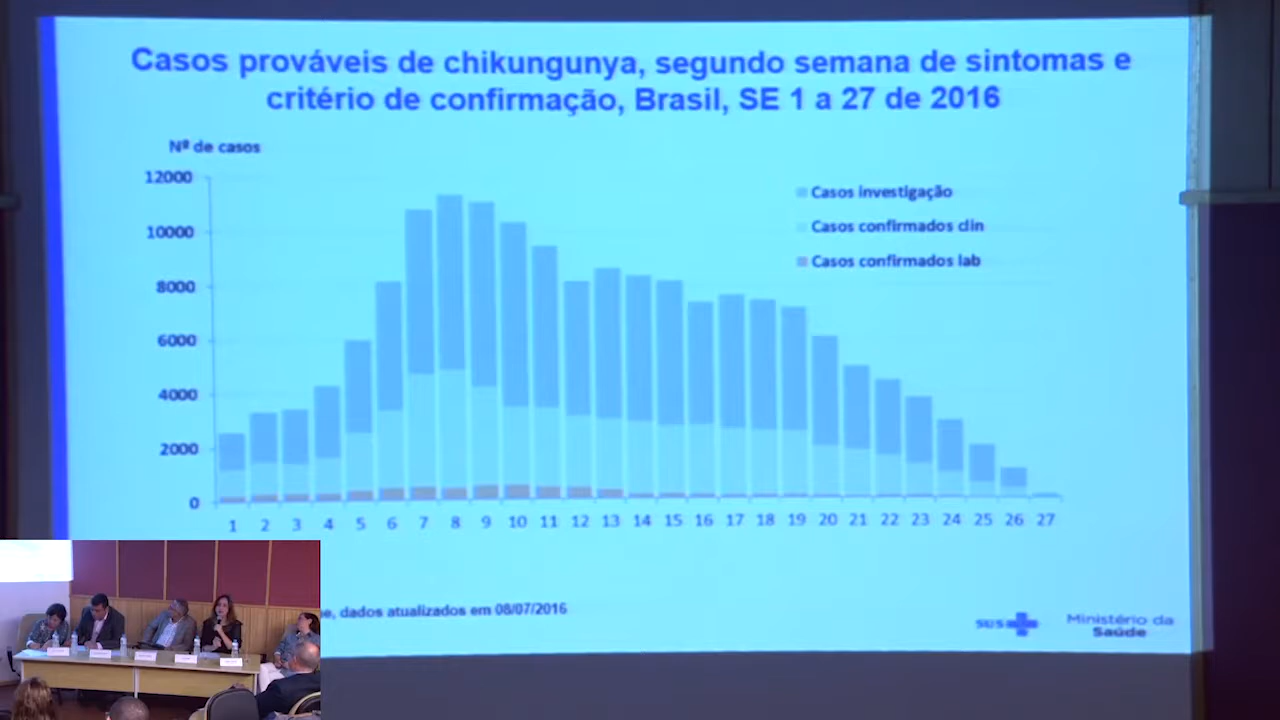 Casos prováveis de chikungunya, segundo semana de sintomas e
critério de confirmação, Brasil, SE 1 a 27 de 2016
Nº de casos
12000
10000
8000
6000
4000
2000
0
Casos investigação
Casos confirmados clin
Casos confirmados lab
1 2 3 4 5 6 7 8 9 10 11 12 13 14 15 16 17 18 19 20 21 22 23 24 25 26 27
dados atualizados em 08/07/2016
SUS
Ministério da
Saúde